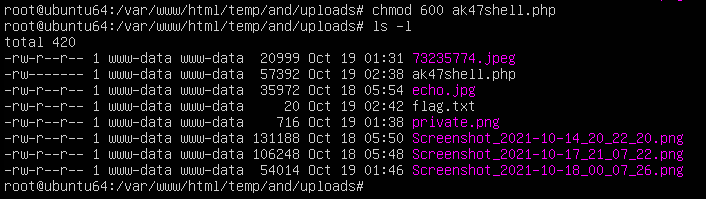 root@ubuntu64:/var/www/html/temp/and/uploads# chmod 600 ak47shell.php
root@ubuntu64:/var/www/html/temp/and/uploads# ls -l
total 420
-rw-r--r-- 1 www-data www-data  20999 Oct 19 01:31 73235774.jpeg
-rw------- 1 www-data www-data  57392 Oct 19 02:38 ak47shell.php
-rw-r--r-- 1 www-data www-data  35972 Oct 18 05:54 echo.jpg
-rw-r--r-- 1 www-data www-data     20 Oct 19 02:42 flag.txt
-rw-r--r-- 1 www-data www-data    716 Oct 19 01:38 private.png
-rw-r--r-- 1 www-data www-data 131188 Oct 18 05:50 Screenshot_2021-10-14_20_22_20.png
-rw-r--r-- 1 www-data www-data 106248 Oct 18 05:48 Screenshot_2021-10-17_21_07_22.png
-rw-r--r-- 1 www-data www-data  54014 Oct 19 01:46 Screenshot_2021-10-18_00_07_26.png
root@ubuntu64:/var/www/html/temp/and/uploads#